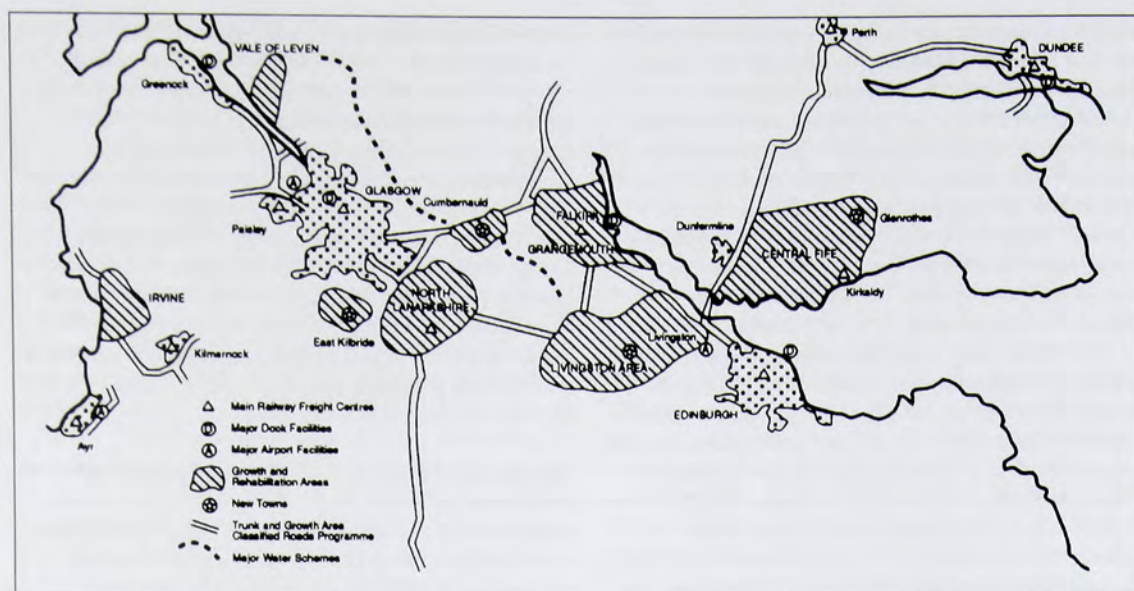 Perth
DUNDEE
VALE OF LEVEN
D
Greenock
GLASGOW
Cumbernauld
FALKIRK
D
GRANGEMOUTH
Dunfermline
Glenrothes
CENTRAL FIFE
Kirkaldy
A
D
Paisley
IRVINE
NORTH
LANARKSHIRE
East Kilbride
Livingston
LIVINGSTON AREA
A
D
EDINBURGH
Kilmarnock
A
Ayr
Main Railway Freight Centres
D Major Dock Facilities
A Major Airport Facilities
Growth and
Rehabilitation Areas
New Towns
Trunk and Growth Area
Classified Roads Programme
Major Water Schemes